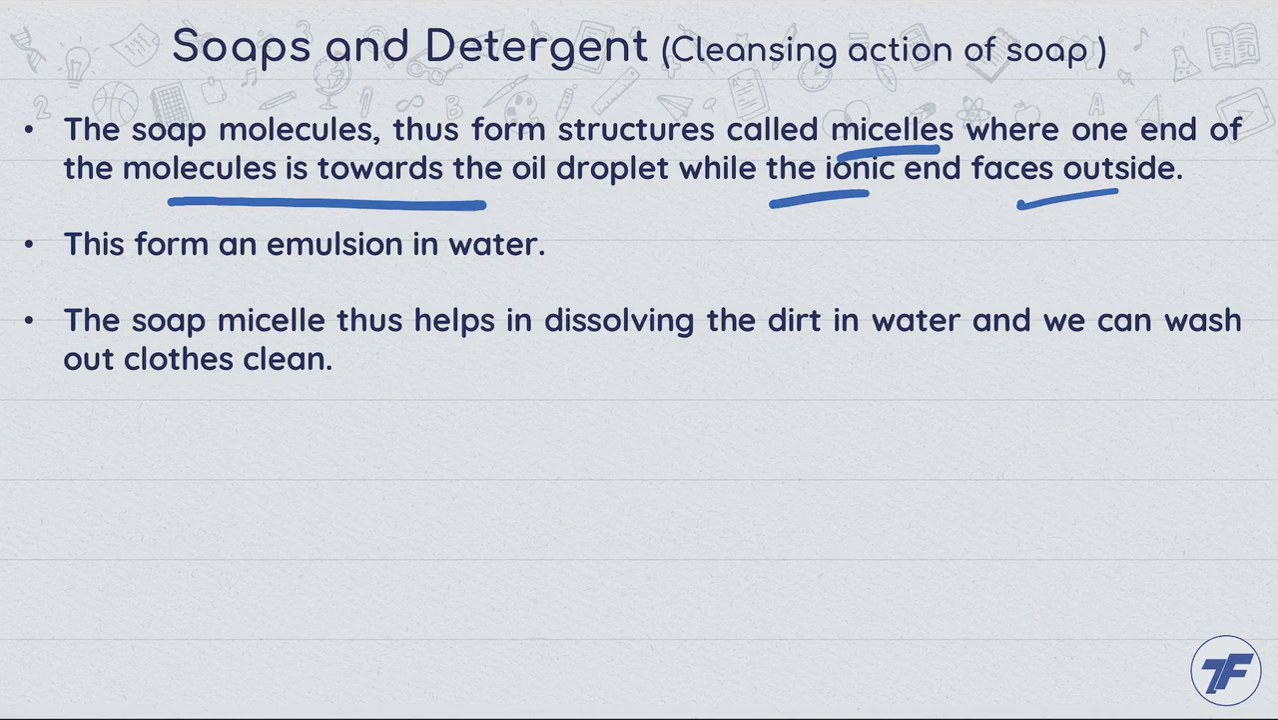 Soaps and Detergent (Cleansing action of soap )
• The soap molecules, thus form structures called micelles where one end of
the molecules is towards the oil droplet while the ionic end faces outside.
• This form an emulsion in water.
• The soap micelle thus helps in dissolving the dirt in water and we can wash
out clothes clean.
TF